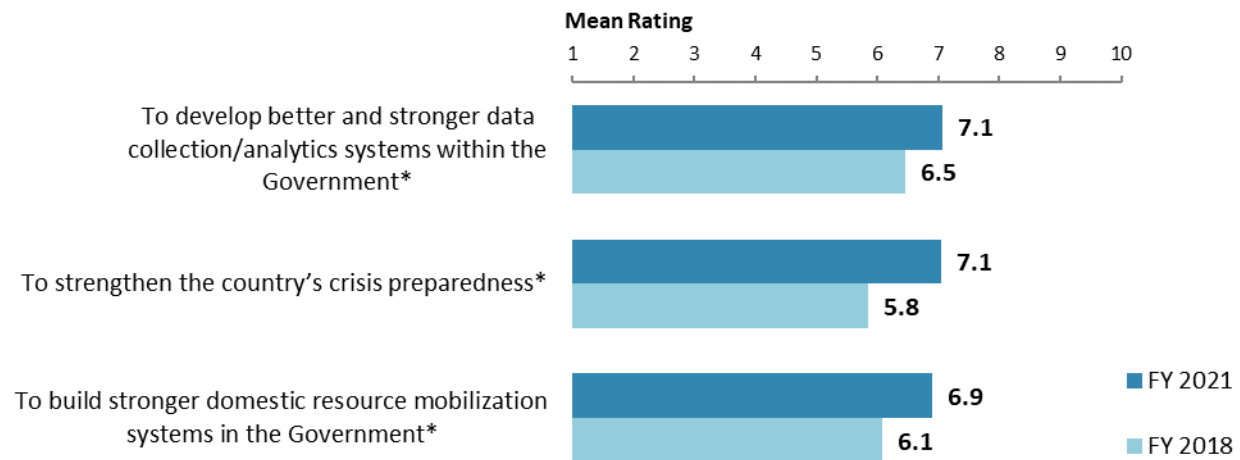 Mean Rating
1 2 3 4 5 6 7 8 9 10
To develop better and stronger data
collection/analytics systems within the
Government*
7.1
6.5
To strengthen the country’s crisis preparedness*
7.1
5.8
To build stronger domestic resource mobilization
systems in the Government*
6.9
6.1
FY 2021
FY 2018